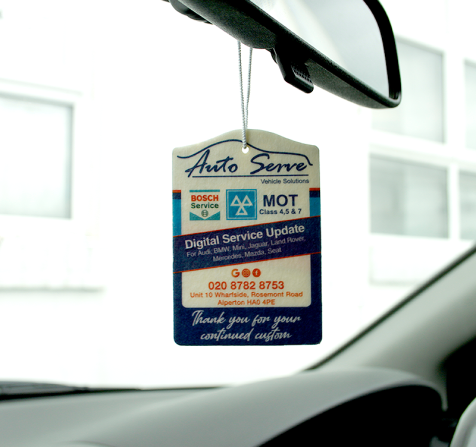 Auto Serve
Vehicle Solutions
BOSCH
Service
MOT
Class 4,5 & 7
Digital Service Update
For Audi, BMW, Mini, Jaguar, Land Rover,
Mercedes, Mazda, Seat
020 8782 8753
Unit 10 Wharfside, Rosemont Road
Alperton HA0 4PE
Thank you for your
continued custom